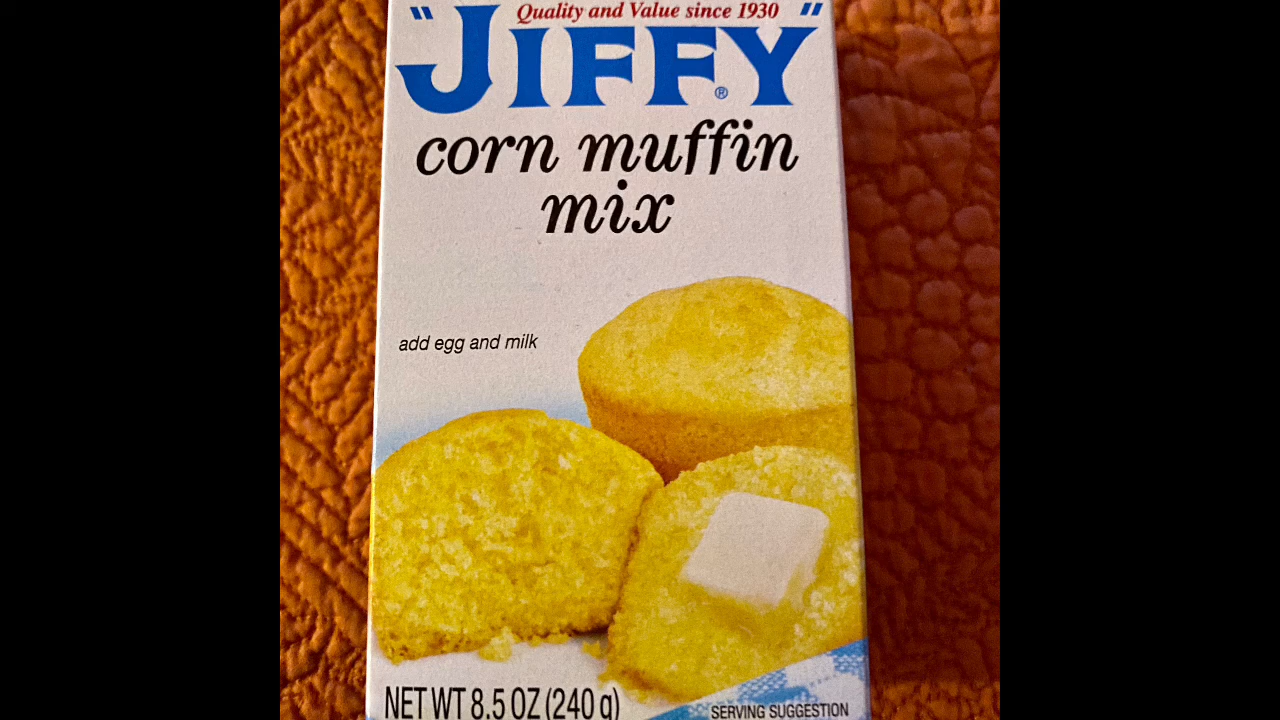 Quality and Value since 1930
"JIFFY"®
corn muffin
mix
add egg and milk
NET WT 8.5 OZ (240 g)
SERVING SUGGESTION